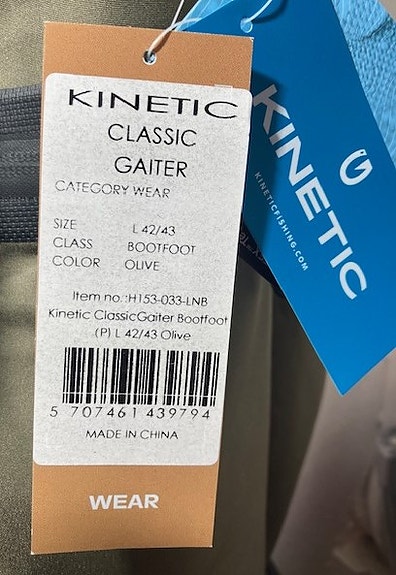 KINETIC
CLASSIC
GAITER
CATEGORY WEAR
SIZE L 42/43
CLASS BOOTFOOT
COLOR OLIVE
Item no.:H153-033-LNB
Kinetic ClassicGaiter Bootfoot
(P) L 42/43 Olive
5 707461 439794
MADE IN CHINA
WEAR
KINETIC
KINETICFISHING.COM